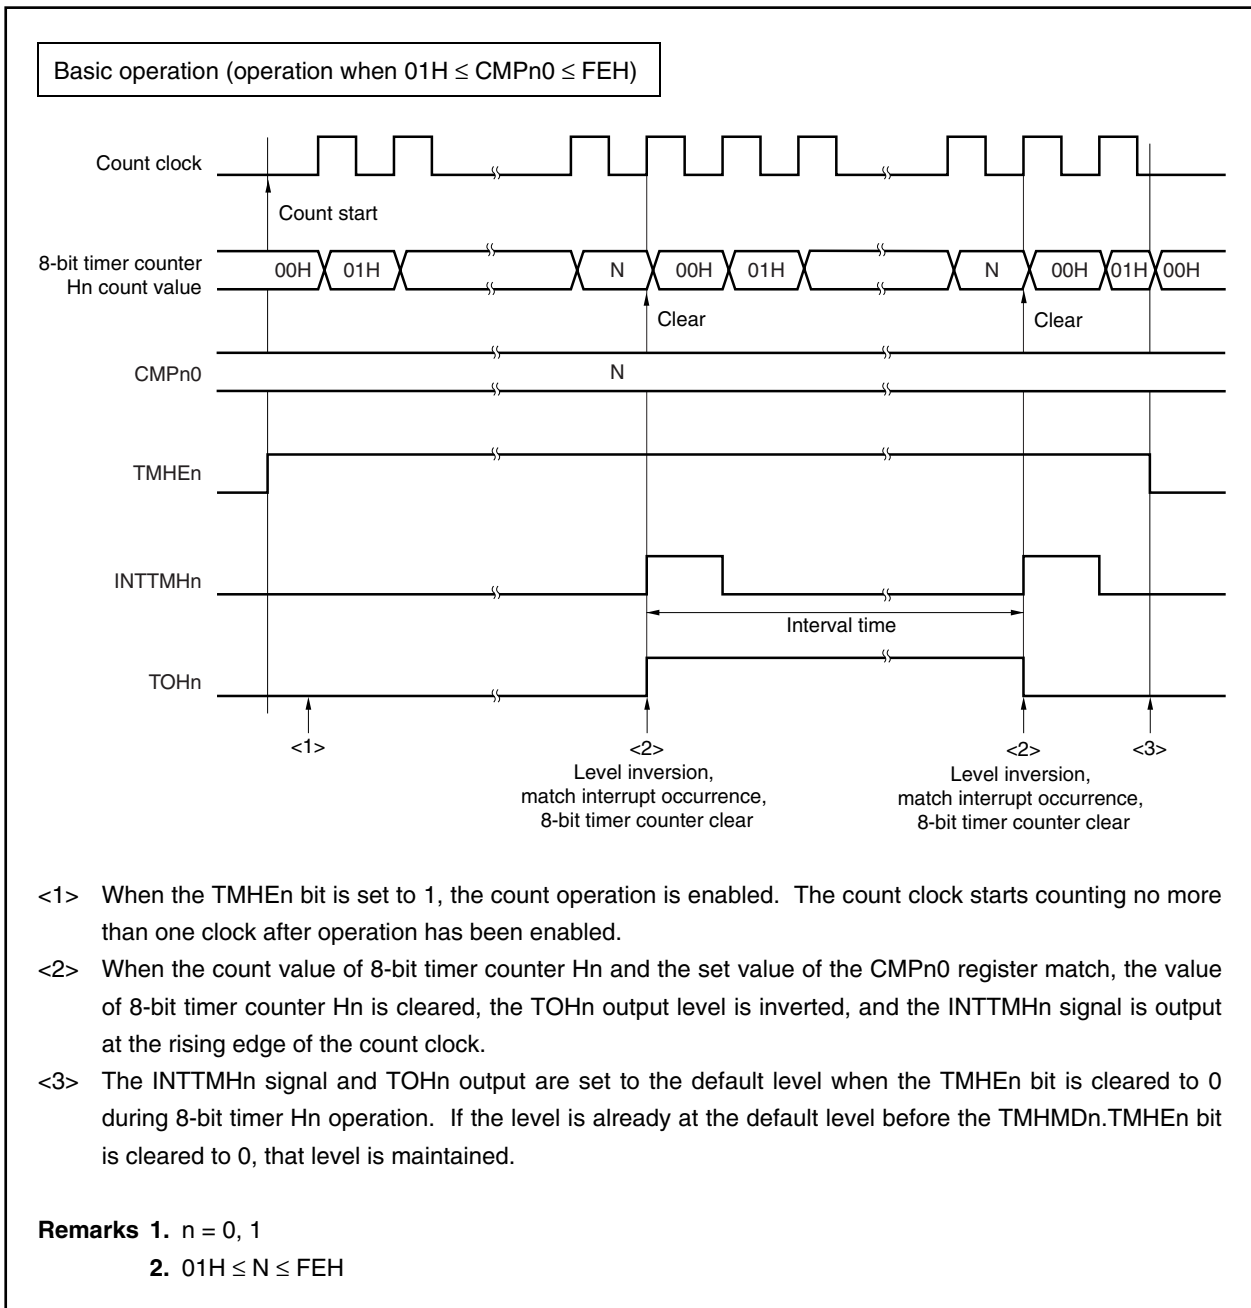 Basic operation (operation when 01H ≤ CMPn0 ≤ FEH)
Count clock
Count start
8-bit timer counter
Hn count value
00H 01H N 00H 01H N 00H 01H 00H
Clear Clear
CMPn0 N
TMHEn
INTTMHn
Interval time
TOHn
<1> <2> <2> <3>
Level inversion, Level inversion,
match interrupt occurrence, match interrupt occurrence,
8-bit timer counter clear 8-bit timer counter clear
<1> When the TMHEn bit is set to 1, the count operation is enabled. The count clock starts counting no more
than one clock after operation has been enabled.
<2> When the count value of 8-bit timer counter Hn and the set value of the CMPn0 register match, the value
of 8-bit timer counter Hn is cleared, the TOHn output level is inverted, and the INTTMHn signal is output
at the rising edge of the count clock.
<3> The INTTMHn signal and TOHn output are set to the default level when the TMHEn bit is cleared to 0
during 8-bit timer Hn operation. If the level is already at the default level before the TMHMDn.TMHEn bit
is cleared to 0, that level is maintained.
Remarks 1. n = 0, 1
2. 01H ≤ N ≤ FEH